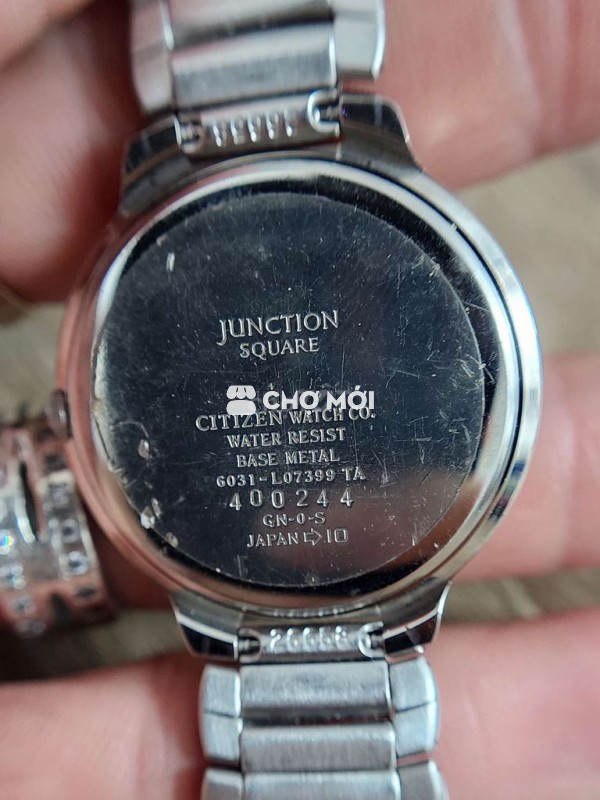 JUNCTION
SQUARE
CHỢ MỚI
CITIZEN WATCH CO.
WATER RESIST
BASE METAL
6031-L07399 TA
400244
GN-0-S
JAPAN ⇨10